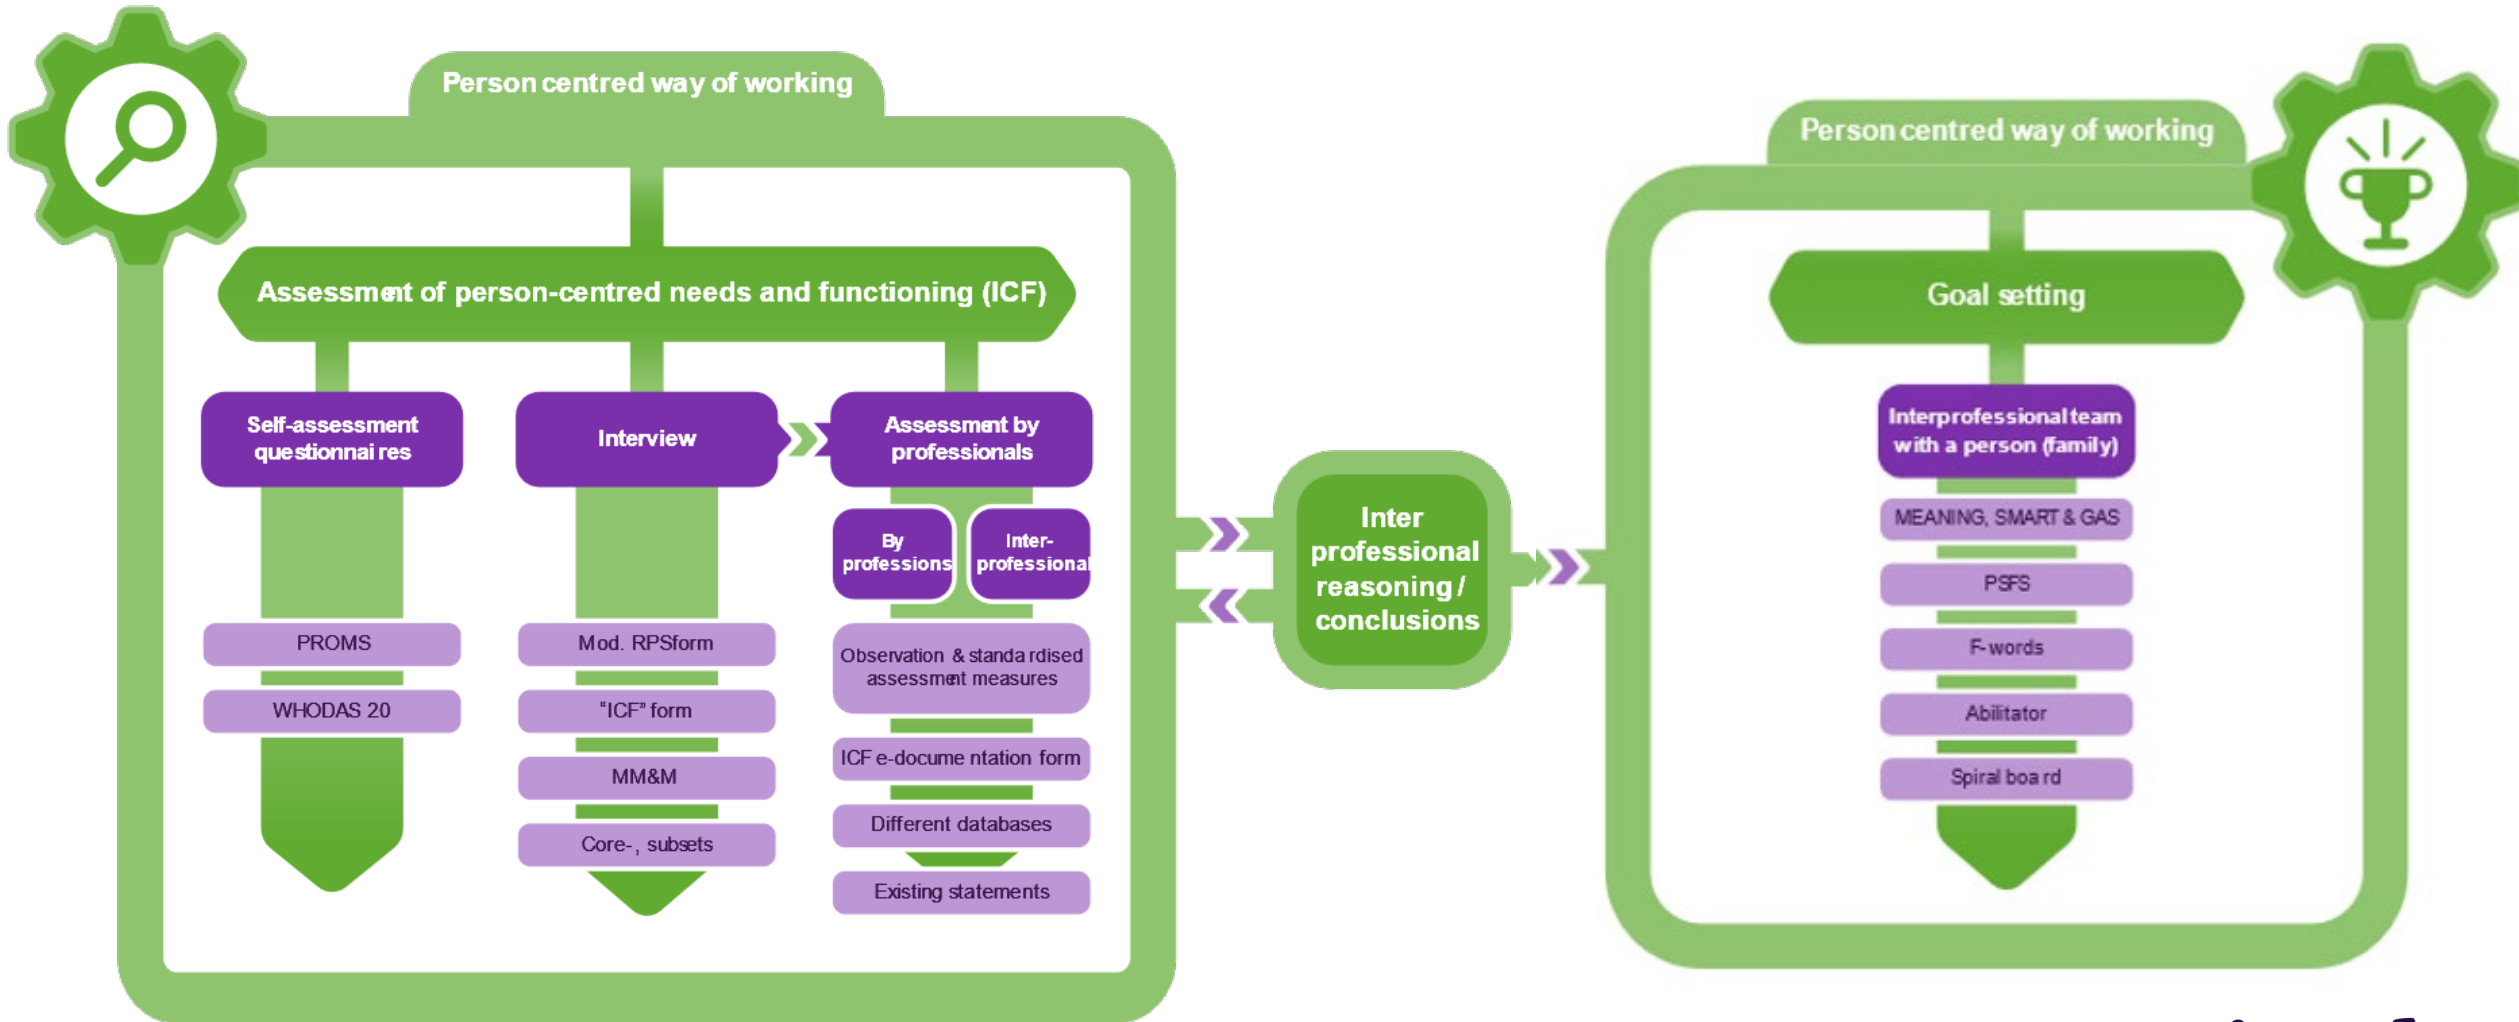 Person centred way of working
Assessment of person-centred needs and functioning (ICF)
Self-assessment
questionnaires
PROMS
WHODAS 20
Interview
Mod. RPSform
"ICF" form
MM&M
Core-, subsets
Assessment by
professionals
By
professions
Inter-
professional
Observation & standardised
assessment measures
ICF e-documentation form
Different databases
Existing statements
Inter
professional
reasoning /
conclusions
Person centred way of working
Goal setting
Interprofessional team
with a person (family)
MEANING, SMART & GAS
PSFS
F-words
Abilitator
Spiral board